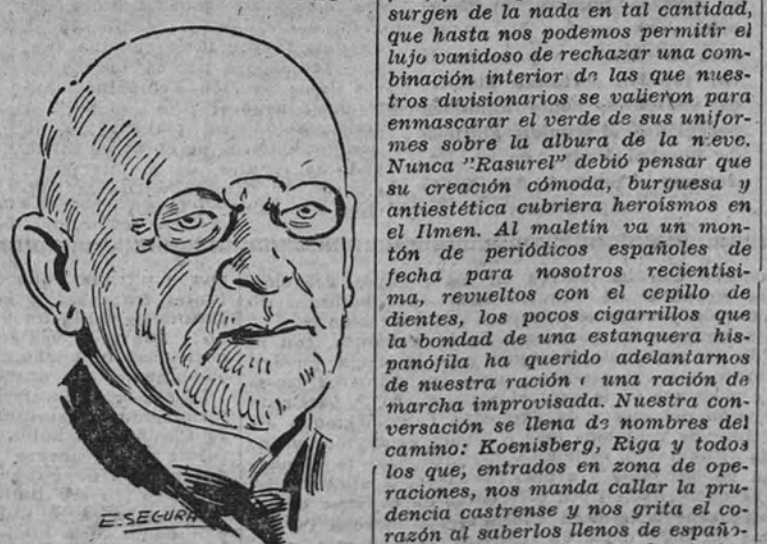 surgen de la nada en tal cantidad,
que hasta nos podemos permitir el
lujo vanidoso de rechazar una com-
binación interior de las que nues-
tros divisionarios se valieron para
enmascarar el verde de sus unifor-
mes sobre la albura de la nieve.
Nunca "Rasurel" debió pensar que
su creación cómoda, burguesa y
antiestética cubriera heroísmos en
el Ilmen. Al maletín va un mon-
tón de periódicos españoles de
fecha para nosotros recientísi-
ma, revueltos con el cepillo de
dientes, los pocos cigarrillos que
la bondad de una estanquera his-
panófila ha querido adelantarnos
de nuestra ración una ración de
marcha improvisada. Nuestra con-
versación se llena de nombres del
camino: Koenisberg, Riga y todos
los que, entrados en zona de ope-
raciones, nos manda callar la pru-
dencia castrense y nos grita el co-
razón al saberlos llenos de españo-
E. SEGURA